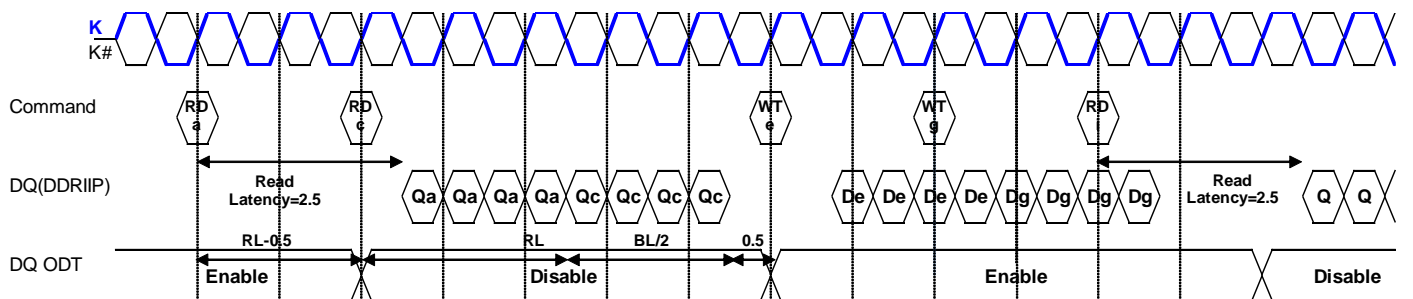 K
K#
Command
RD a
RD c
WT e
WT g
RD i
DQ(DDRIIP)
Read Latency=2.5
Qa Qa Qa Qa Qc Qc Qc Qc
De De De De Dg Dg Dg Dg
Read Latency=2.5
Q Q
DQ ODT
RL-0.5
RL
BL/2
0.5
Enable
Disable
Enable
Disable